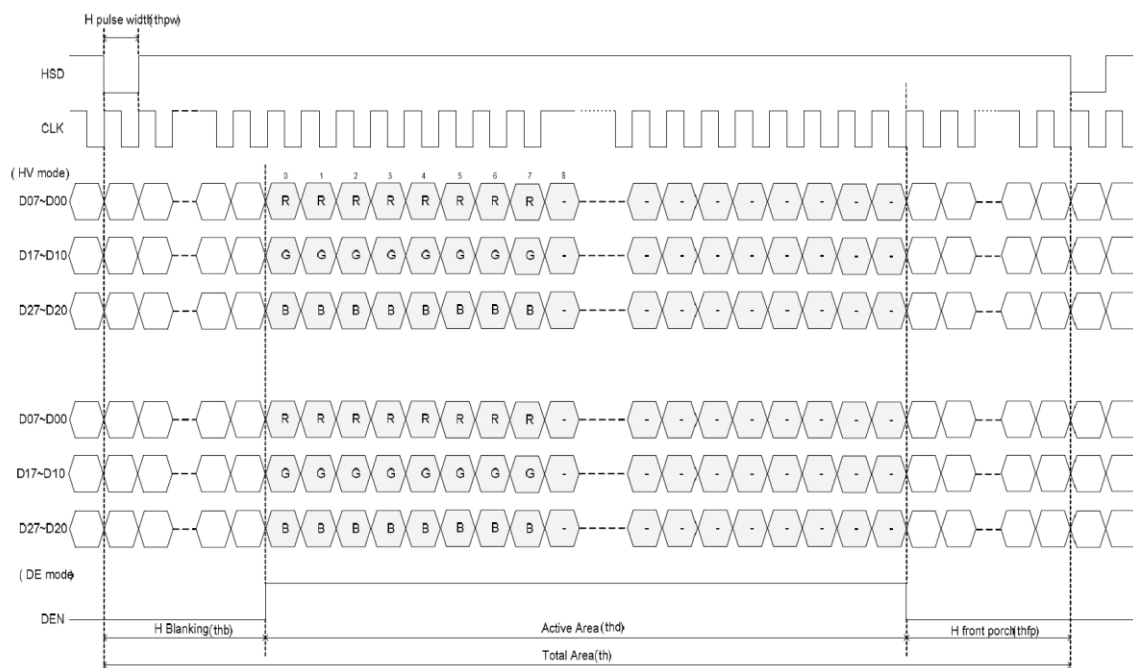 H pulse width(thpw)
HSD
CLK
( HV mode)
0 1 2 3 4 5 6 7 8
D07~D00 R R R R R R R R - - - - - - - - -
D17~D10 G G G G G G G G - - - - - - - - -
D27~D20 B B B B B B B B - - - - - - - - -
D07~D00 R R R R R R R R - - - - - - - - -
D17~D10 G G G G G G G G - - - - - - - - -
D27~D20 B B B B B B B B - - - - - - - - -
( DE mode)
DEN
H Blanking(thb) Active Area(thd) H front porch(thfp)
Total Area(th)